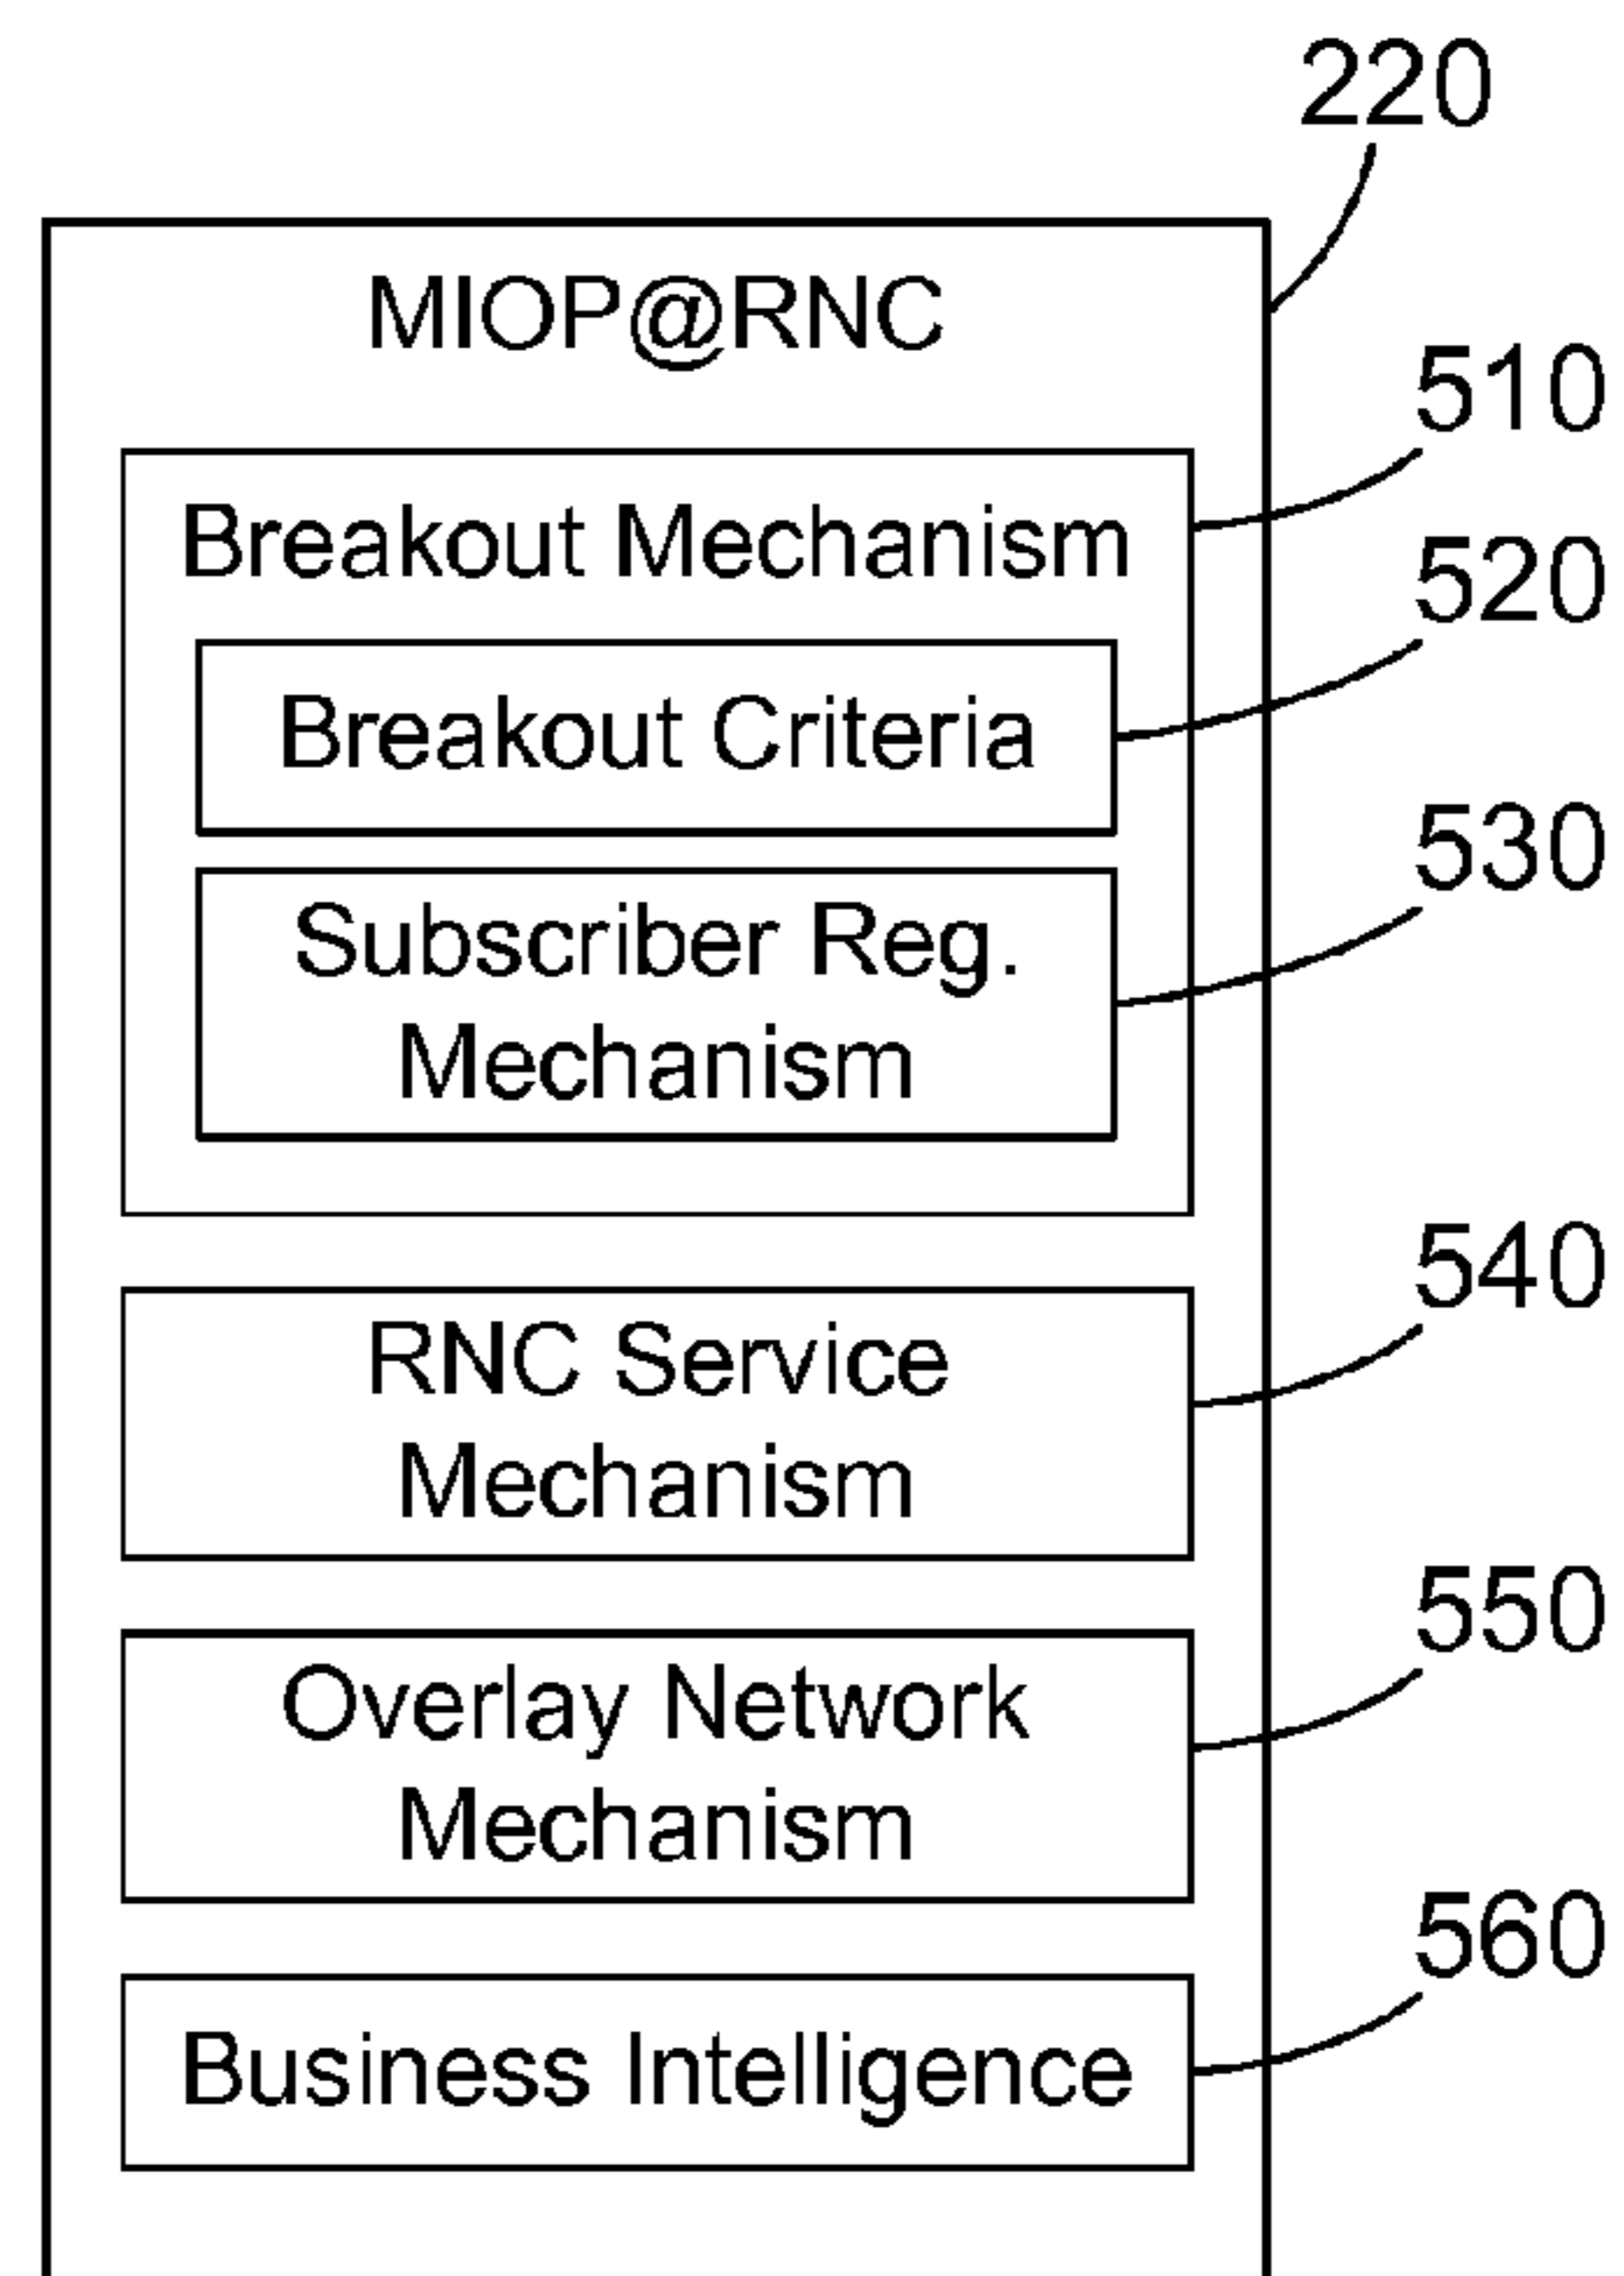 220
MIOP@RNC
510
Breakout Mechanism
520
Breakout Criteria
530
Subscriber Reg.
Mechanism
540
RNC Service
Mechanism
550
Overlay Network
Mechanism
560
Business Intelligence